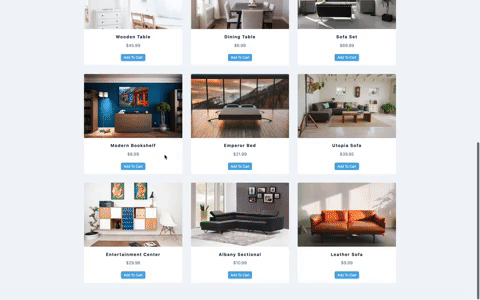 Wooden Table
Dining Table
Sofa Set
$45.99
$6.99
$69.99
Add To Cart
Add To Cart
Add To Cart
Modern Bookshelf
Emperor Bed
Utopia Sofa
$8.99
$21.99
$39.95
Add To Cart
Add To Cart
Add To Cart
Entertainment Center
Albany Sectional
Leather Sofa
$29.98
$10.99
$9.99
Add To Cart
Add To Cart
Add To Cart